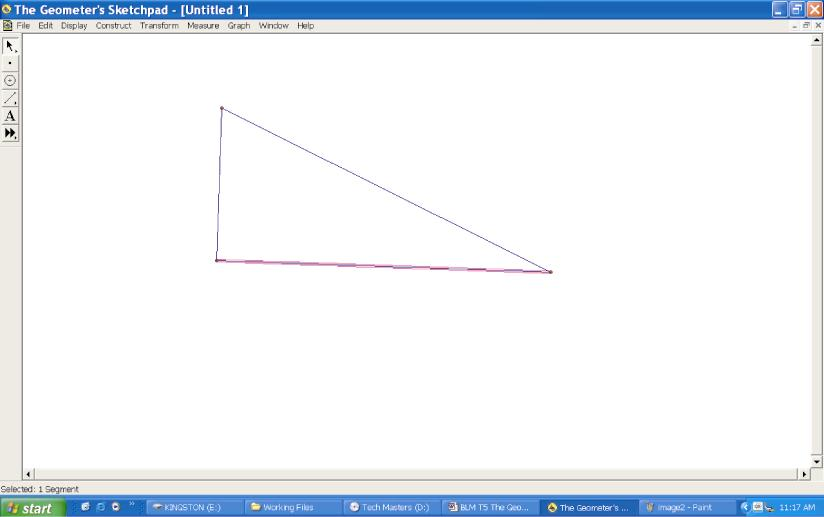 The Geometer's Sketchpad - [Untitled 1]
File Edit Display Construct Transform Measure Graph Window Help
A
Selected: 1 Segment
start KINGSTON (E:) Working Files Tech Masters (D:) BLM T5 The Geo... The Geometer's ... image2 - Paint 11:17 AM